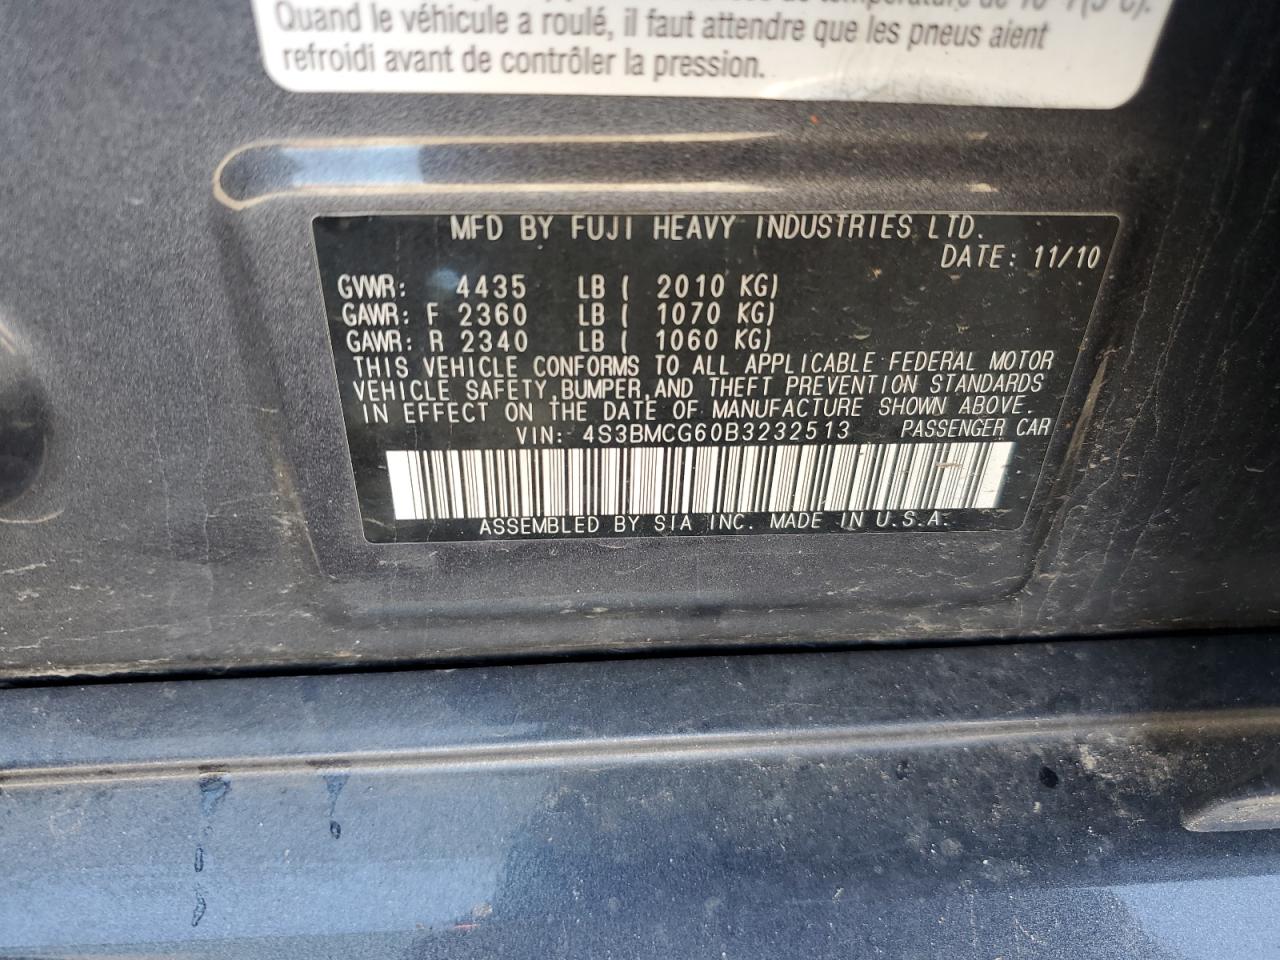 température de
Quand le véhicule a roulé, il faut attendre que les pneus aient
refroidi avant de contrôler la pression.
MFD BY FUJI HEAVY INDUSTRIES LTD.
DATE: 11/10
GVWR: 4435 LB ( 2010 KG)
GAWR: F 2360 LB ( 1070 KG)
GAWR: R 2340 LB ( 1060 KG)
THIS VEHICLE CONFORMS TO ALL APPLICABLE FEDERAL MOTOR
VEHICLE SAFETY,BUMPER,AND THEFT PREVENTION STANDARDS
IN EFFECT ON THE DATE OF MANUFACTURE SHOWN ABOVE.
VIN: 4S3BMCG60B3232513 PASSENGER CAR
ASSEMBLED BY SIA INC. MADE IN U.S.A.